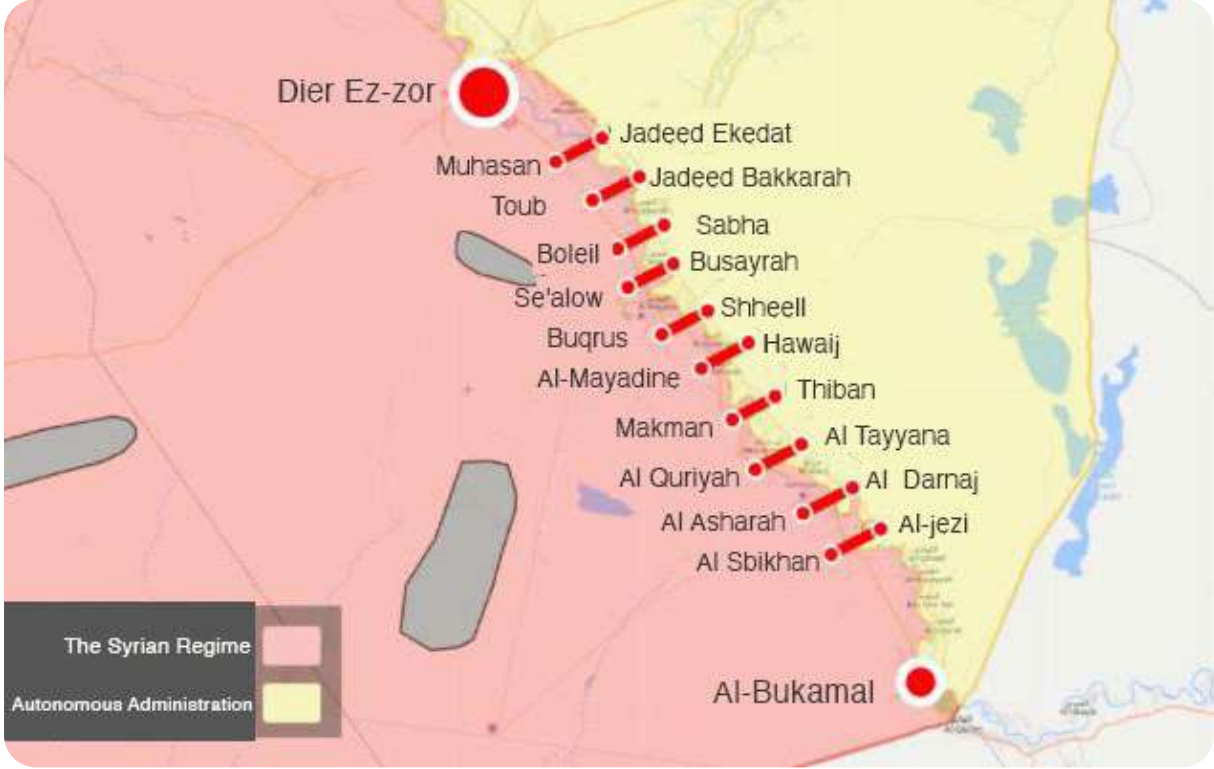 Dier Ez-zor
Jadeed Ekedat
Muhasan
Jadeed Bakkarah
Toub
Sabha
Boleil
Busayrah
Se'alow
Shheell
Buqrus
Hawaij
Al-Mayadine
Thiban
Makman
Al Tayyana
Al Quriyah
Al Darnaj
Al Asharah
Al-jezi
Al Sbikhan
Al-Bukamal
The Syrian Regime
Autonomous Administration